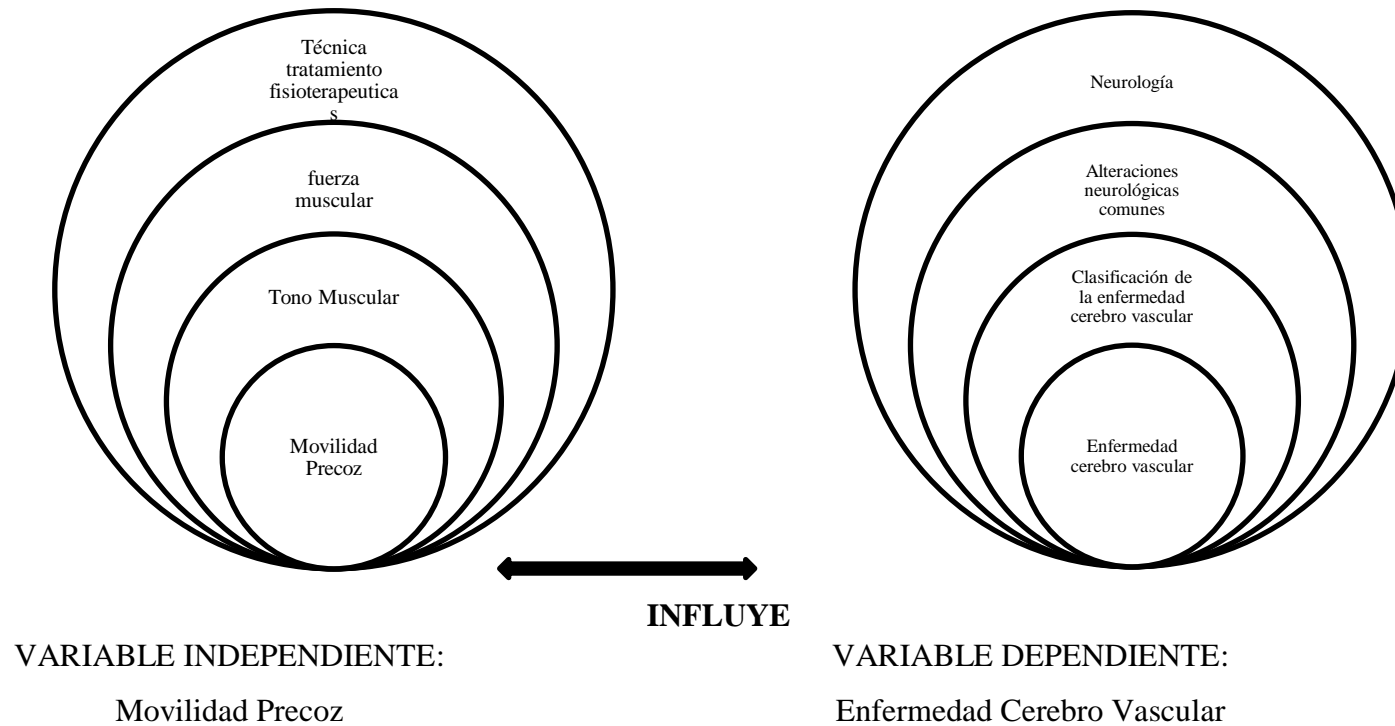 Técnica
tratamiento
fisioterapeutica
s
fuerza
muscular
Tono Muscular
Movilidad
Precoz
Neurología
Alteraciones
neurológicas
comunes
Clasificación de
la enfermedad
cerebro vascular
Enfermedad
cerebro vascular
INFLUYE
VARIABLE INDEPENDIENTE:
Movilidad Precoz
VARIABLE DEPENDIENTE:
Enfermedad Cerebro Vascular